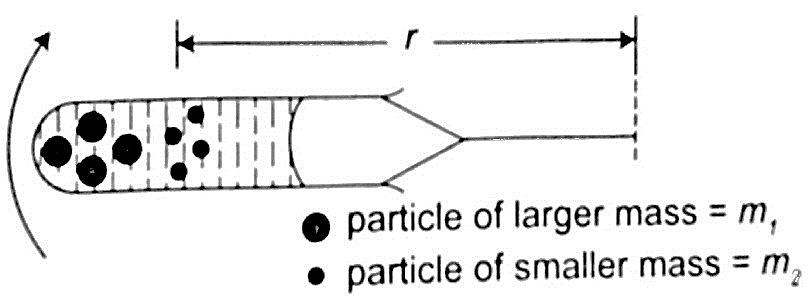 r
particle of larger mass = m₁
particle of smaller mass = m₂